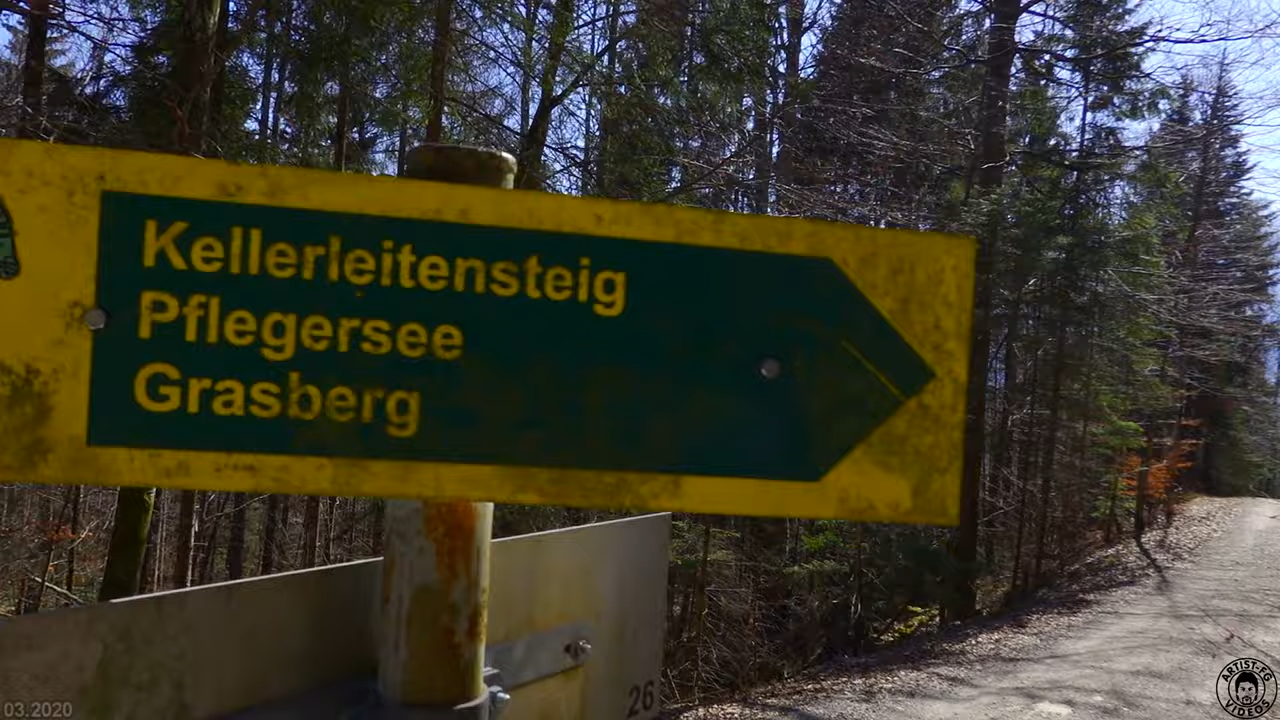 Kellerleitensteig
Pflegersee
Grasberg
26
03.2020
ARTIST-FG
VIDEOS